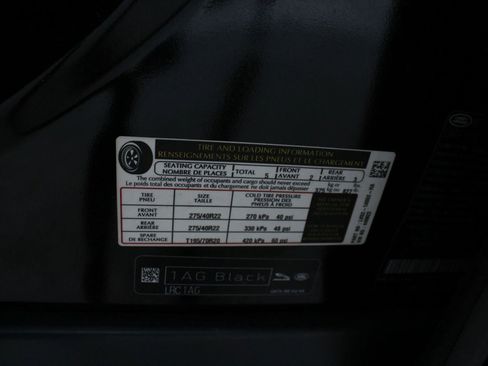 TIRE AND LOADING INFORMATION
RENSEIGNEMENTS SUR LES PNEUS ET LE CHARGEMENT
SEATING CAPACITY TOTAL FRONT REAR
NOMBRE DE PLACES 5 AVANT 2 ARRIÈRE
The combined weight of occupants and cargo should never exceed
Le poids total des occupants et du chargement ne doit jamais dépasser
TIRE SIZE COLD TIRE PRESSURE
PNEU TAILLE PRESSION DES PNEUS À FROID
FRONT
AVANT 275/40R22 270 kPa 40 psi
REAR
ARRIÈRE 275/40R22 330 kPa 48 psi
SPARE
DE RECHANGE T195/70R20 420 kPa 60 psi
1AG Black
LRC1AG